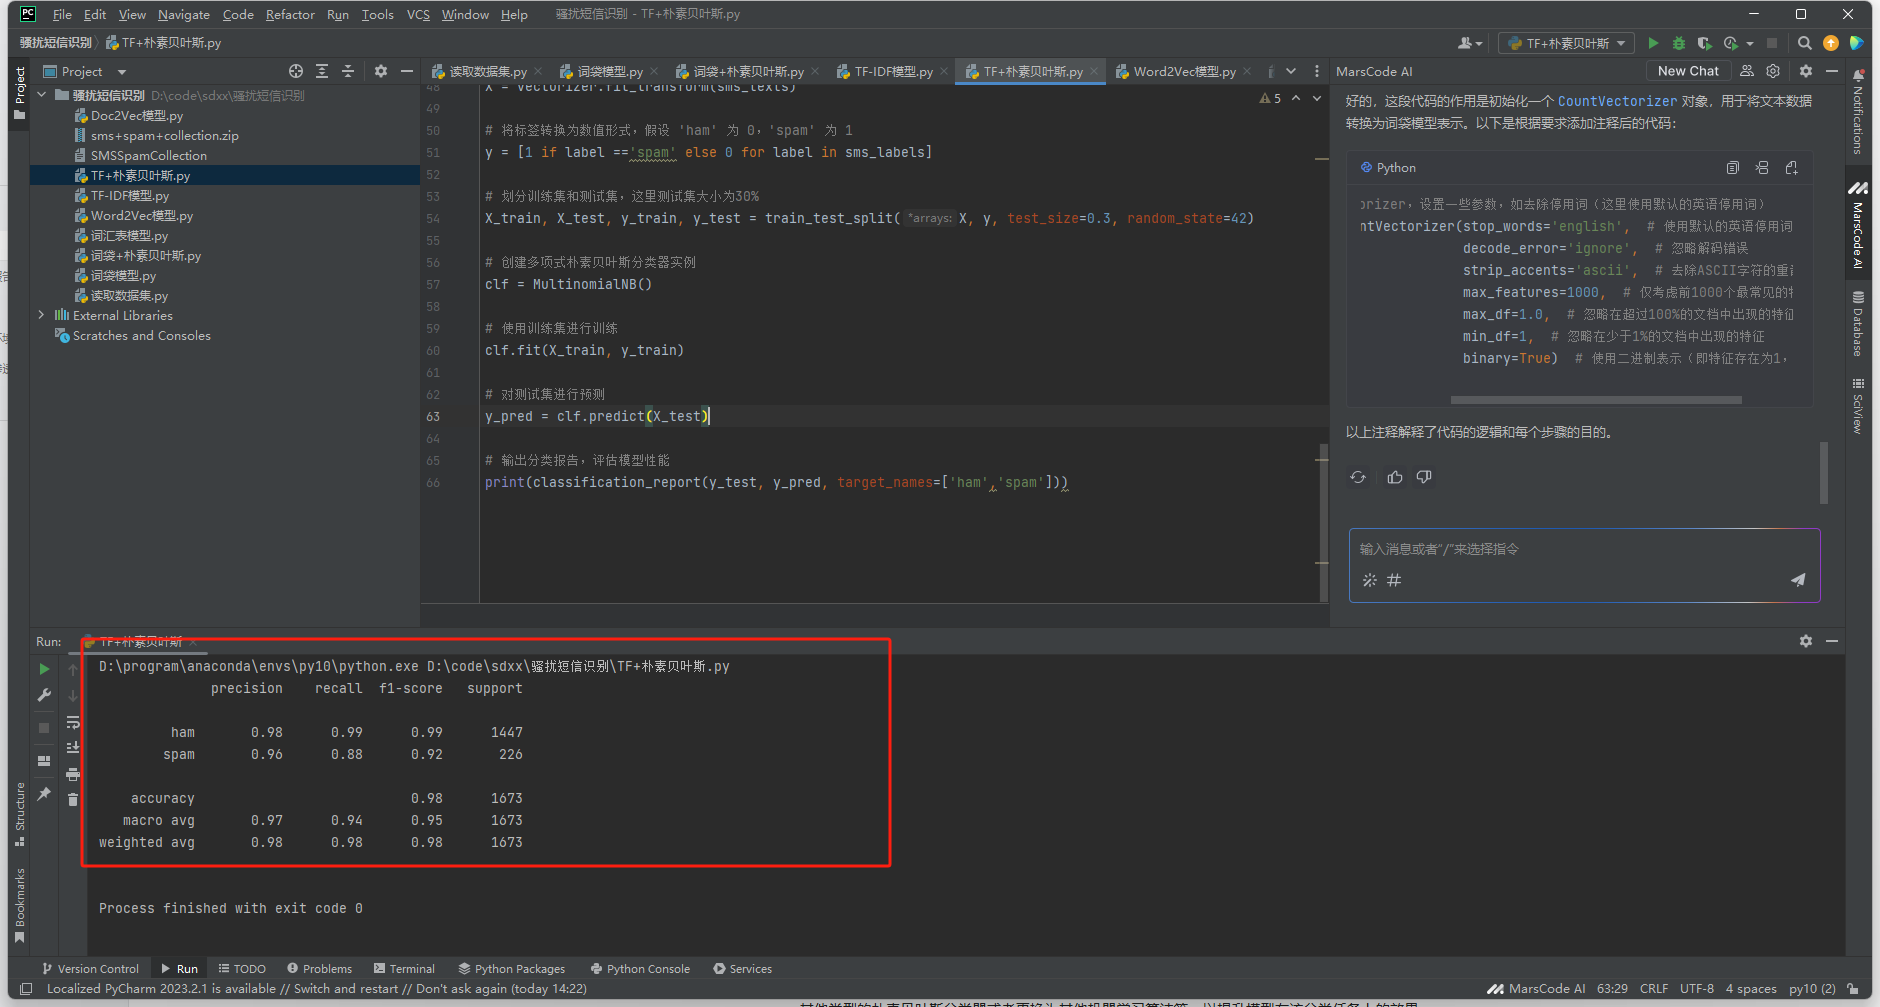 PC File Edit View Navigate Code Refactor Run Tools VCS Window Help 骚扰短信识别 - TF+朴素贝叶斯.py
骚扰短信识别 TF+朴素贝叶斯.py TF+朴素贝叶斯
Project
读取数据集.py 词袋模型.py 词袋+朴素贝叶斯.py TF-IDF模型.py TF+朴素贝叶斯.py Word2Vec模型.py
骚扰短信识别 D:\code\sdxx\骚扰短信识别
Doc2Vec模型.py
sms+spam+collection.zip
SMSSpamCollection
TF+朴素贝叶斯.py
TF-IDF模型.py
Word2Vec模型.py
词汇表模型.py
词袋+朴素贝叶斯.py
词袋模型.py
读取数据集.py
External Libraries
Scratches and Consoles
Project
Structure
Bookmarks
5
48 X = vectorizer.fit_transform(sms_texts)
49
50 # 将标签转换为数值形式，假设 'ham' 为 0，'spam' 为 1
51 y = [1 if label =='spam' else 0 for label in sms_labels]
52
53 # 划分训练集和测试集，这里测试集大小为30%
54 X_train, X_test, y_train, y_test = train_test_split( *arrays: X, y, test_size=0.3, random_state=42)
55
56 # 创建多项式朴素贝叶斯分类器实例
57 clf = MultinomialNB()
58
59 # 使用训练集进行训练
60 clf.fit(X_train, y_train)
61
62 # 对测试集进行预测
63 y_pred = clf.predict(X_test)
64
65 # 输出分类报告，评估模型性能
66 print(classification_report(y_test, y_pred, target_names=['ham','spam']))
MarsCode AI New Chat
好的，这段代码的作用是初始化一个 CountVectorizer 对象，用于将文本数据
转换为词袋模型表示。以下是根据要求添加注释后的代码：
Python
orizer，设置一些参数，如去除停用词（这里使用默认的英语停用词）
ntVectorizer(stop_words='english', # 使用默认的英语停用词
decode_error='ignore', # 忽略解码错误
strip_accents='ascii', # 去除ASCII字符的重
max_features=1000, # 仅考虑前1000个最常见的
max_df=1.0, # 忽略在超过100%的文档中出现的特征
min_df=1, # 忽略在少于1%的文档中出现的特征
binary=True) # 使用二进制表示（即特征存在为1，
以上注释解释了代码的逻辑和每个步骤的目的。
输入消息或者"/"来选择指令
Notifications
MarsCode AI
Database
SciView
Run: TF+朴素贝叶斯
D:\program\anaconda\envs\py10\python.exe D:\code\sdxx\骚扰短信识别\TF+朴素贝叶斯.py
precision recall f1-score support
ham 0.98 0.99 0.99 1447
spam 0.96 0.88 0.92 226
accuracy 0.98 1673
macro avg 0.97 0.94 0.95 1673
weighted avg 0.98 0.98 0.98 1673
Process finished with exit code 0
Version Control Run TODO Problems Terminal Python Packages Python Console Services
Localized PyCharm 2023.2.1 is available // Switch and restart // Don't ask again (today 14:22) MarsCode AI 63:29 CRLF UTF-8 4 spaces py10 (2)